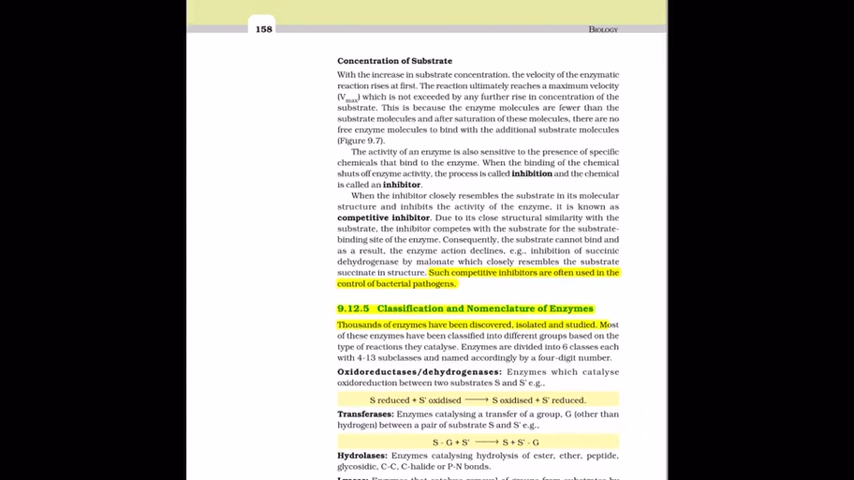 158
BIOLOGY
Concentration of Substrate
With the increase in substrate concentration, the velocity of the enzymatic
reaction rises at first. The reaction ultimately reaches a maximum velocity
(Vmax) which is not exceeded by any further rise in concentration of the
substrate. This is because the enzyme molecules are fewer than the
substrate molecules and after saturation of these molecules, there are no
free enzyme molecules to bind with the additional substrate molecules
(Figure 9.7).
The activity of an enzyme is also sensitive to the presence of specific
chemicals that bind to the enzyme. When the binding of the chemical
shuts off enzyme activity, the process is called inhibition and the chemical
is called an inhibitor.
When the inhibitor closely resembles the substrate in its molecular
structure and inhibits the activity of the enzyme, it is known as
competitive inhibitor. Due to its close structural similarity with the
substrate, the inhibitor competes with the substrate for the substrate-
binding site of the enzyme. Consequently, the substrate cannot bind and
as a result, the enzyme action declines, e.g., inhibition of succinic
dehydrogenase by malonate which closely resembles the substrate
succinate in structure. Such competitive inhibitors are often used in the
control of bacterial pathogens.
9.12.5 Classification and Nomenclature of Enzymes
Thousands of enzymes have been discovered, isolated and studied. Most
of these enzymes have been classified into different groups based on the
type of reactions they catalyse. Enzymes are divided into 6 classes each
with 4-13 subclasses and named accordingly by a four-digit number.
Oxidoreductases/dehydrogenases: Enzymes which catalyse
oxidoreduction between two substrates S and S' e.g.,
S reduced + S' oxidised ⟶ S oxidised + S' reduced.
Transferases: Enzymes catalysing a transfer of a group, G (other than
hydrogen) between a pair of substrate S and S' e.g.,
S - G + S' ⟶ S + S' - G
Hydrolases: Enzymes catalysing hydrolysis of ester, ether, peptide,
glycosidic, C-C, C-halide or P-N bonds.
Lyases: Enzymes that catalyse removal of groups from substrates by